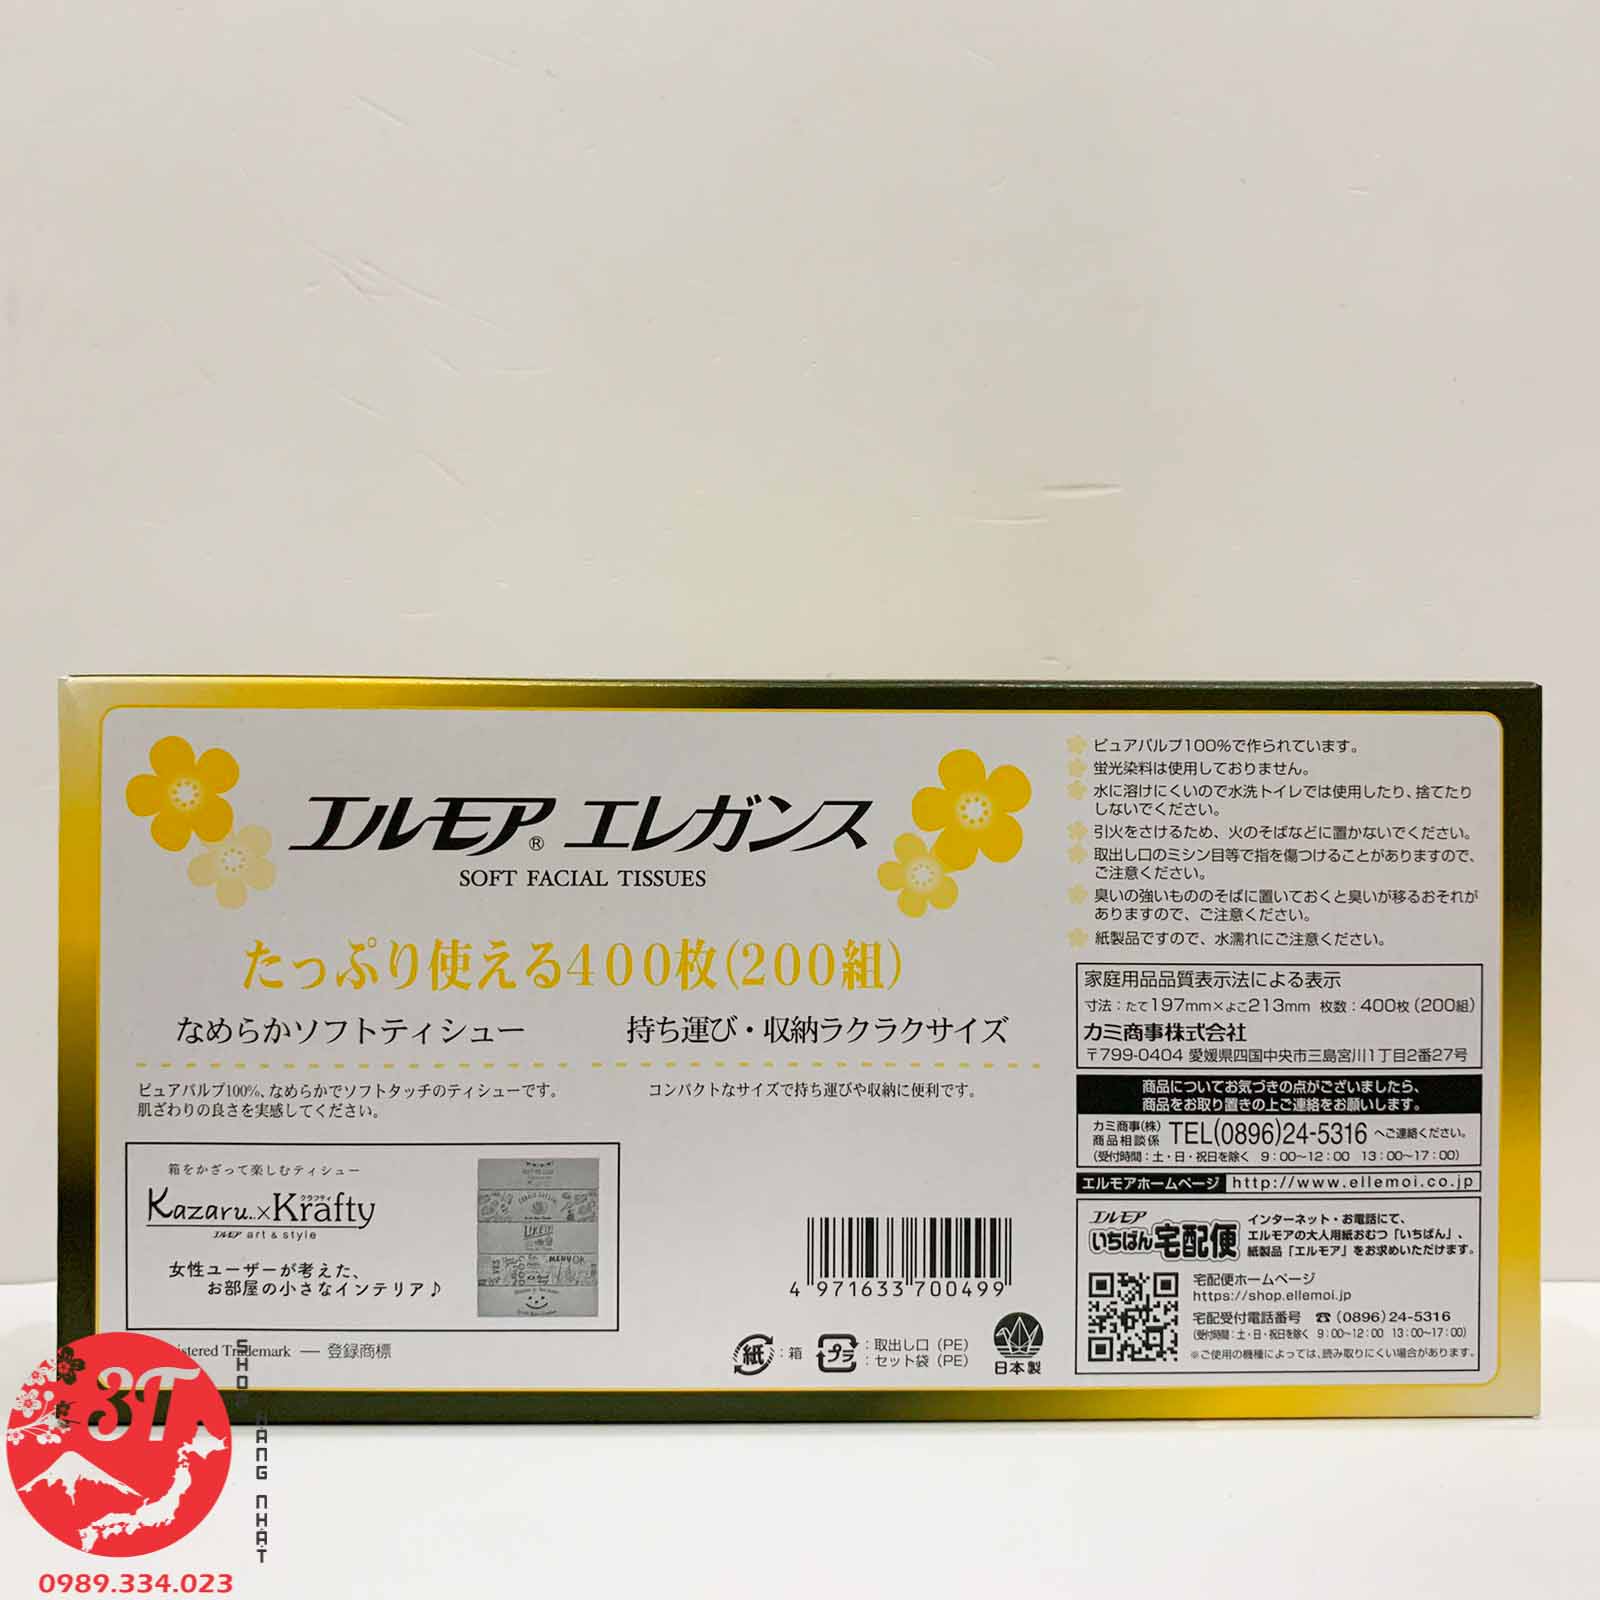 エルモア® エレガンス
SOFT FACIAL TISSUES
たっぷり使える400枚(200組)
なめらかソフトティシュー
ピュアパルプ100%、なめらかでソフトタッチのティシューです。
肌ざわりの良さを実感してください。
持ち運び・収納ラクラクサイズ
コンパクトなサイズで持ち運びや収納に便利です。
箱をかざって楽しむティシュー
Kazaru.×Krafty
クラフティ
エルモア art & style
女性ユーザーが考えた、
お部屋の小さなインテリア♪
登録商標
4 971633 700499
紙 : 箱
プラ : 取出し口 (PE)
: セット袋 (PE)
日本製
ピュアパルプ100%で作られています。
蛍光染料は使用しておりません。
水に溶けにくいので水洗トイレでは使用したり、捨てたり
しないでください。
引火をさけるため、火のそばなどに置かないでください。
取出し口のミシン目等で指を傷つけることがありますので、
ご注意ください。
臭いの強いもののそばに置いておくと臭いが移るおそれが
ありますので、ご注意ください。
紙製品ですので、水濡れにご注意ください。
家庭用品品質表示法による表示
寸法：たて197mm×よこ213mm 枚数：400枚 (200組)
カミ商事株式会社
〒799-0404 愛媛県四国中央市三島宮川1丁目2番27号
商品についてお気づきの点がございましたら、
商品をお取り置きの上ご連絡をお願いします。
カミ商事(株)
商品相談係 TEL(0896)24-5316 へご連絡ください。
(受付時間：土・日・祝日を除く 9：00～12：00 13：00～17：00)
エルモアホームページ http://www.ellemoi.co.jp
エルモア
いちばん宅配便
インターネット・お電話にて、
エルモアの大人用紙おむつ「いちばん」、
紙製品「エルモア」をお求めいただけます。
宅配便ホームページ
https://shop.ellemoi.jp
宅配受付電話番号 ☎(0896)24-5316
(受付時間：土・日・祝日を除く 9：00～12：00 13：00～17：00)
※ご使用の機種によっては、読み取りにくい場合があります。
3T
SHOP HÀNG NHẬT
0989.334.023